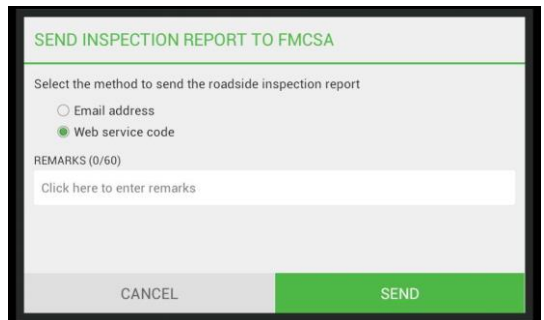 SEND INSPECTION REPORT TO FMCSA
Select the method to send the roadside inspection report
Email address
Web service code
REMARKS (0/60)
Click here to enter remarks
CANCEL
SEND